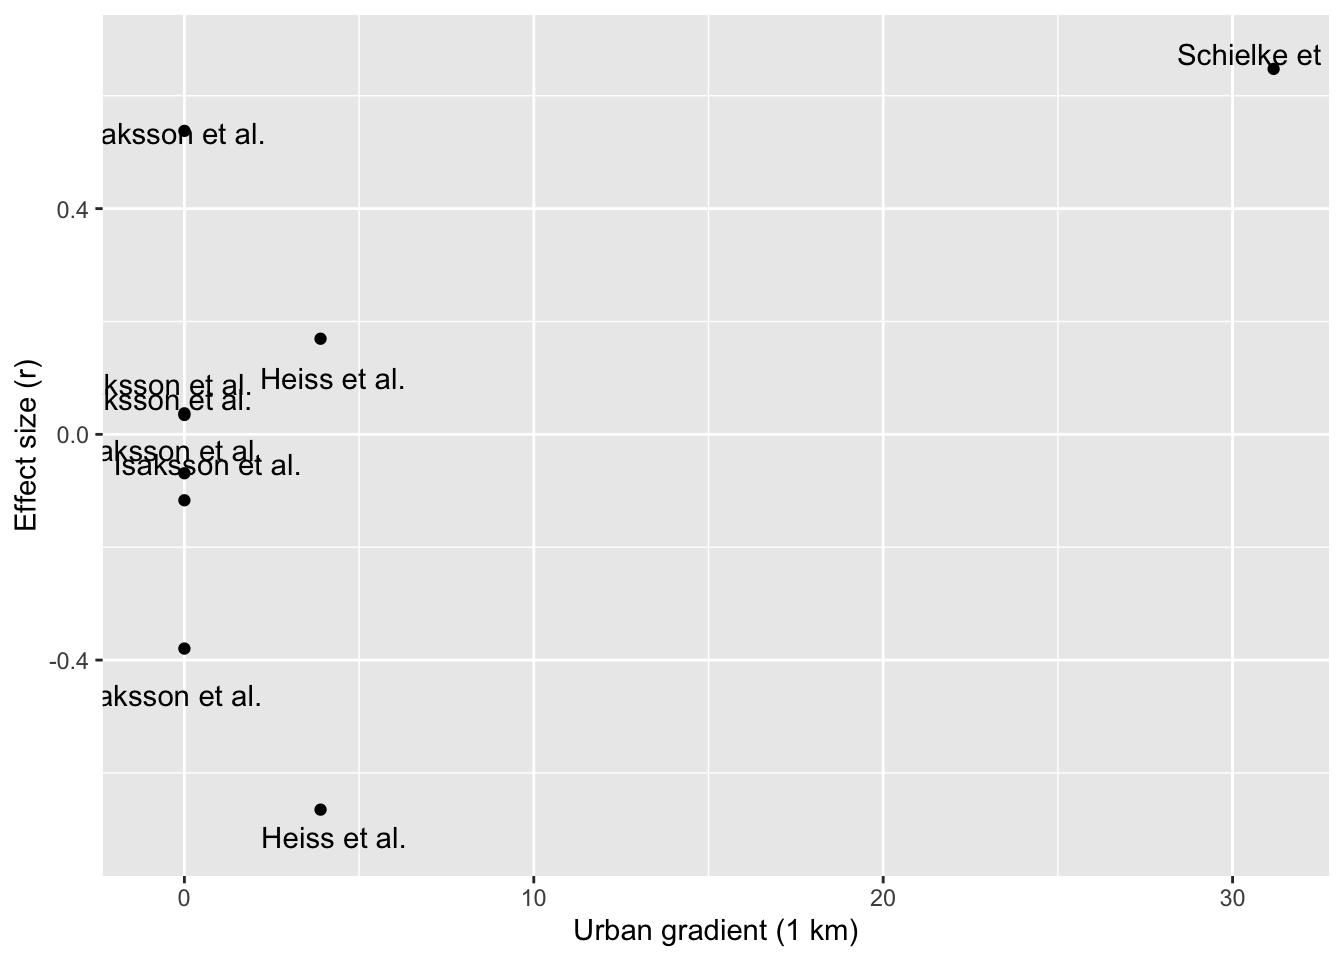 Schielke et
aksson et al.
0.4
Heiss et al.
ksson et al.
ksson et al.
0.0
aksson et al.
Isaksson et al.
-0.4
aksson et al.
Heiss et al.
0
10
20
30
Urban gradient (1 km)
Effect size (r)